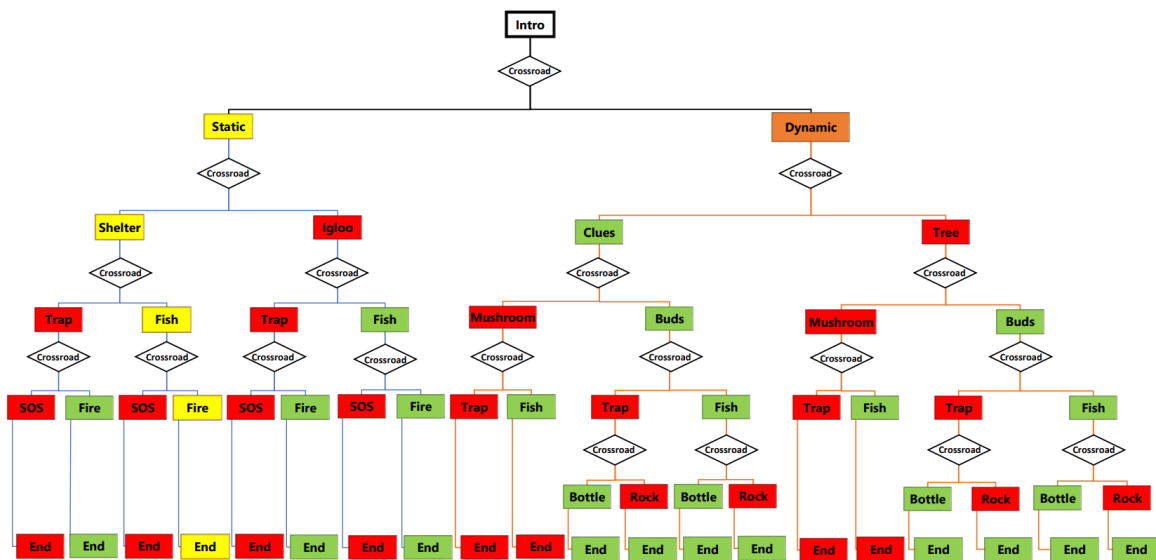 Intro
Crossroad
Static Dynamic
Crossroad Crossroad
Shelter Igloo Clues Tree
Crossroad Crossroad Crossroad Crossroad
Trap Fish Trap Fish Mushroom Buds Mushroom Buds
Crossroad Crossroad Crossroad Crossroad Crossroad Crossroad Crossroad Crossroad
SOS Fire SOS Fire SOS Fire SOS Fire Trap Fish Trap Fish Trap Fish Trap Fish
Crossroad Crossroad Crossroad Crossroad
Bottle Rock Bottle Rock Bottle Rock Bottle Rock
End End End End End End End End End End End End End End End End End End End End